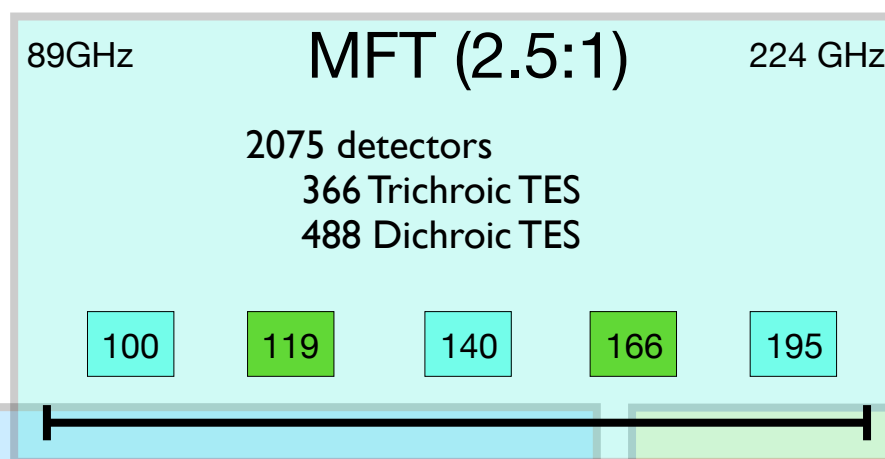 89GHz
MFT (2.5:1)
224 GHz
2075 detectors
366 Trichroic TES
488 Dichroic TES
100
119
140
166
195